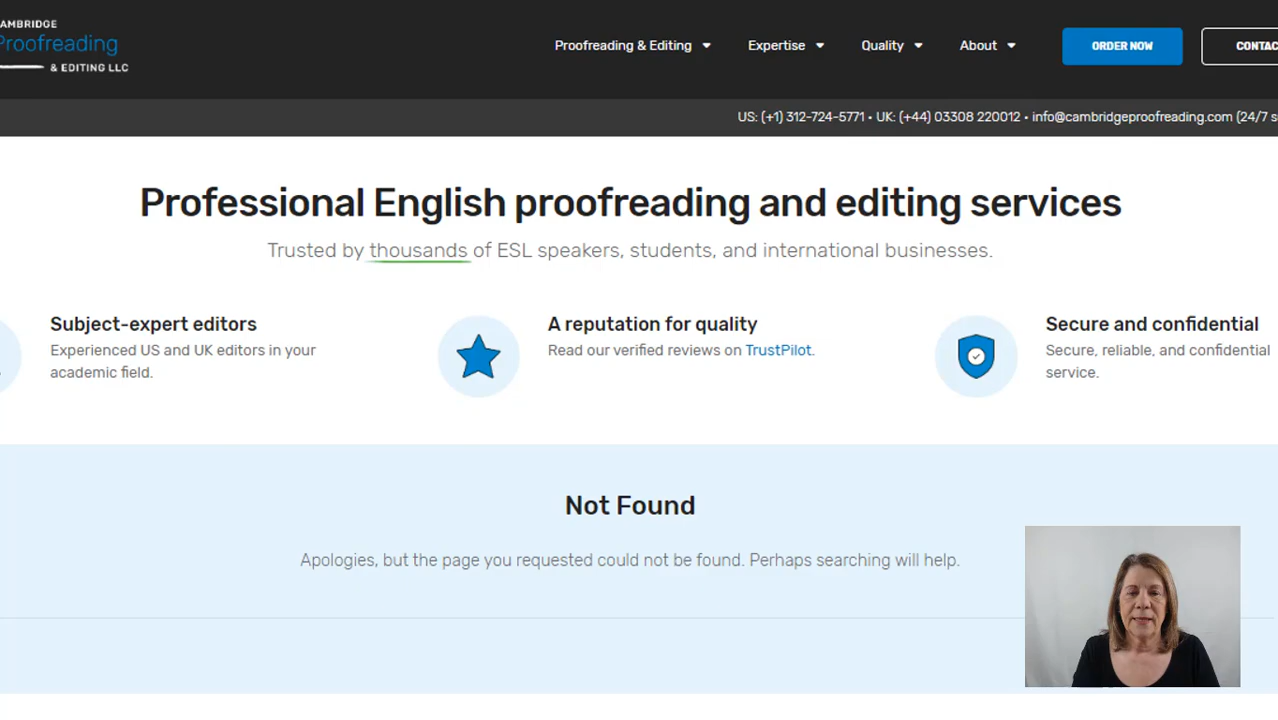 AMBRIDGE
Proofreading
& EDITING LLC
Proofreading & Editing
Expertise
Quality
About
ORDER NOW
CONTAC
US: (+1) 312-724-5771 • UK: (+44) 03308 220012 • info@cambridgeproofreading.com (24/7 s
Professional English proofreading and editing services
Trusted by thousands of ESL speakers, students, and international businesses.
Subject-expert editors
Experienced US and UK editors in your
academic field.
A reputation for quality
Read our verified reviews on TrustPilot.
Secure and confidential
Secure, reliable, and confidential
service.
Not Found
Apologies, but the page you requested could not be found. Perhaps searching will help.